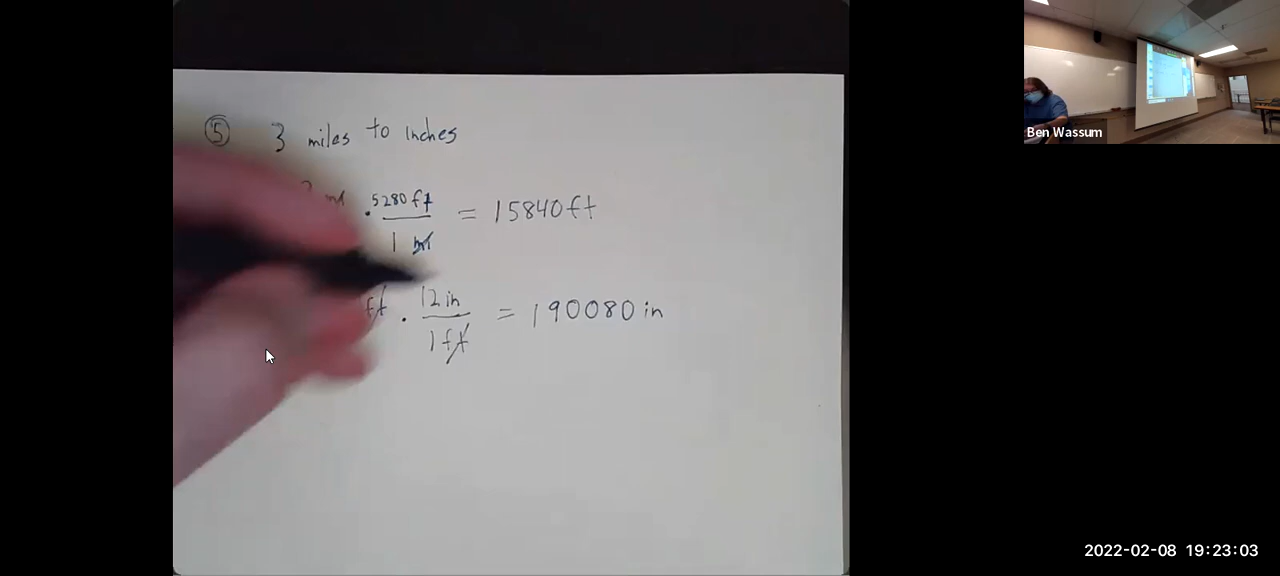 ⑤ 3 miles to inches
. 5280 ft / 1 mi = 15840 ft
ft . 12 in / 1 ft = 190080 in
Ben Wassum
2022-02-08 19:23:03